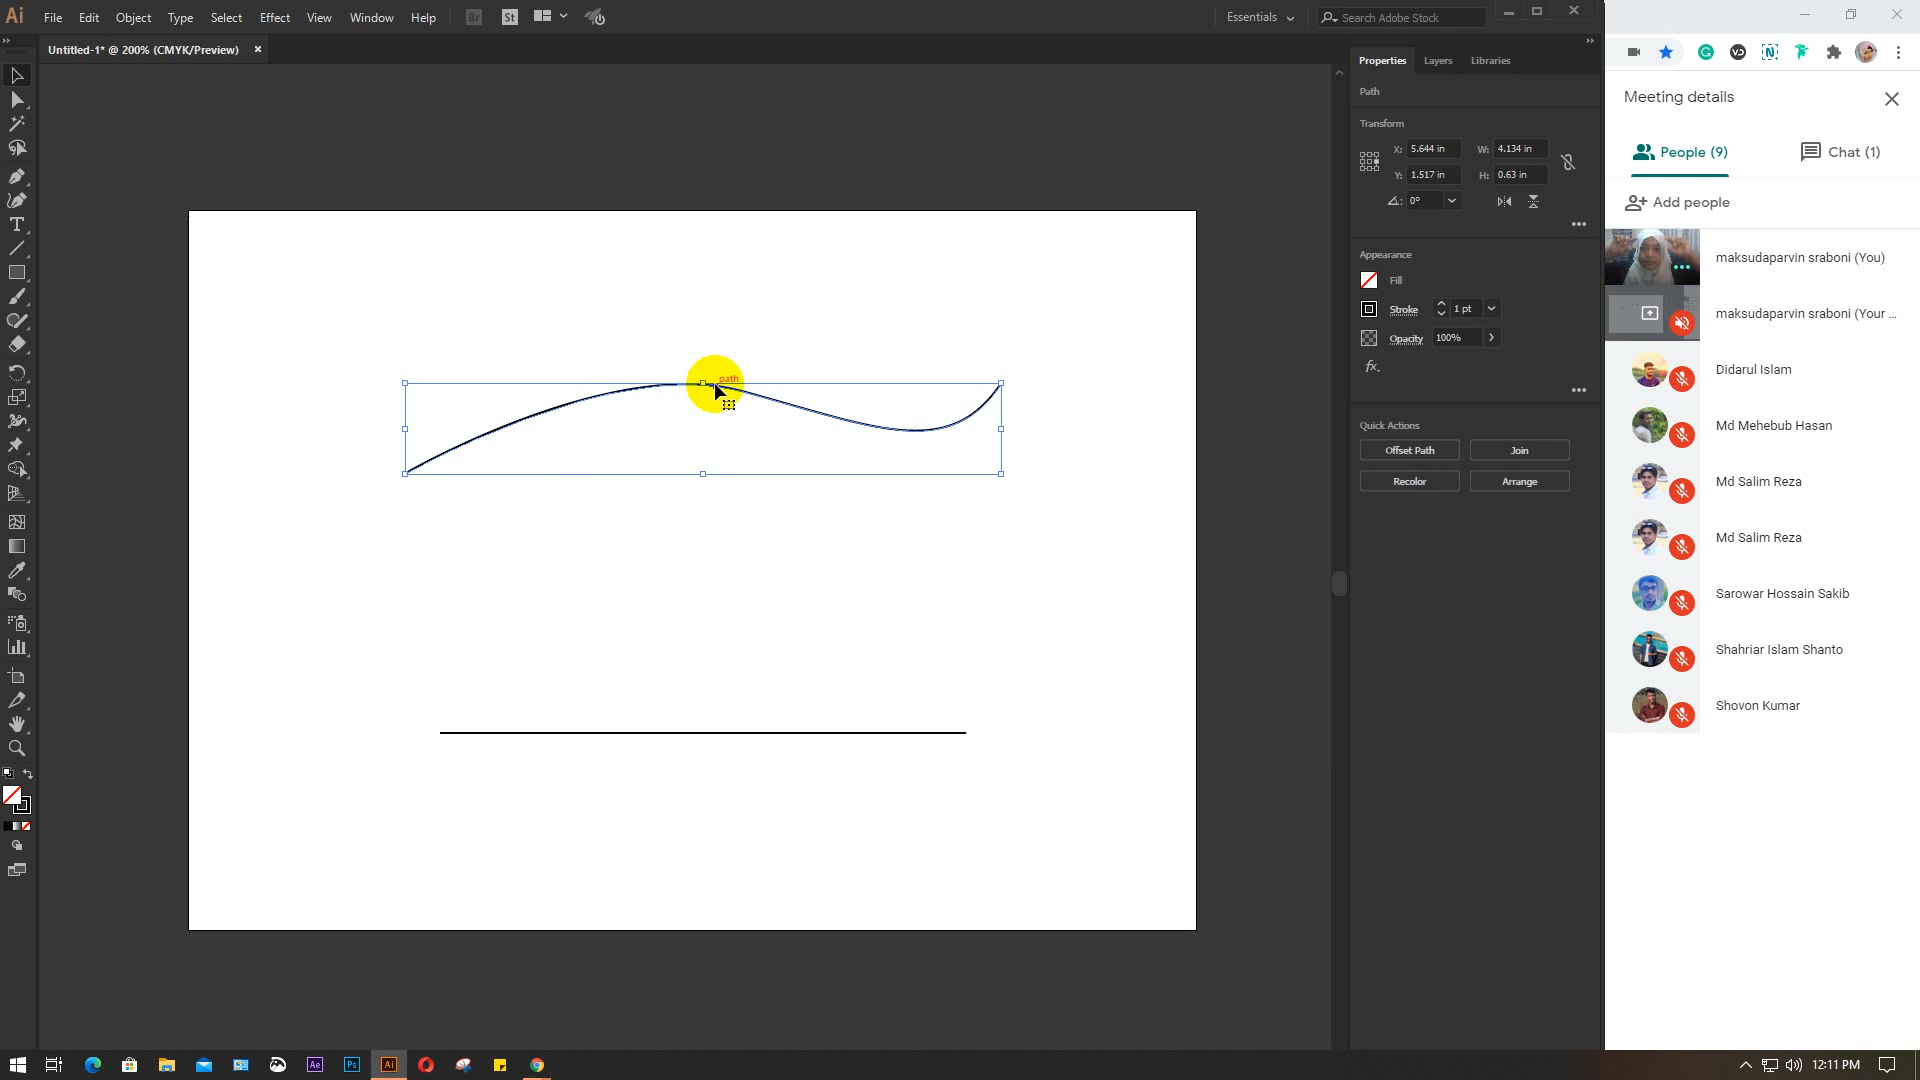 Ai File Edit Object Type Select Effect View Window Help Br St Essentials Search Adobe Stock
Untitled-1* @ 200% (CMYK/Preview)
path
Properties Layers Libraries
Path
Transform
X: 5.644 in W: 4.134 in
Y: 1.517 in H: 0.63 in
0°
Appearance
Fill
Stroke 1 pt
Opacity 100%
fx.
Quick Actions
Offset Path Join
Recolor Arrange
Meeting details
People (9) Chat (1)
Add people
maksudaparvin sraboni (You)
maksudaparvin sraboni (Your ...
Didarul Islam
Md Mehebub Hasan
Md Salim Reza
Md Salim Reza
Sarowar Hossain Sakib
Shahriar Islam Shanto
Shovon Kumar
Ae Ps Ai 12:11 PM